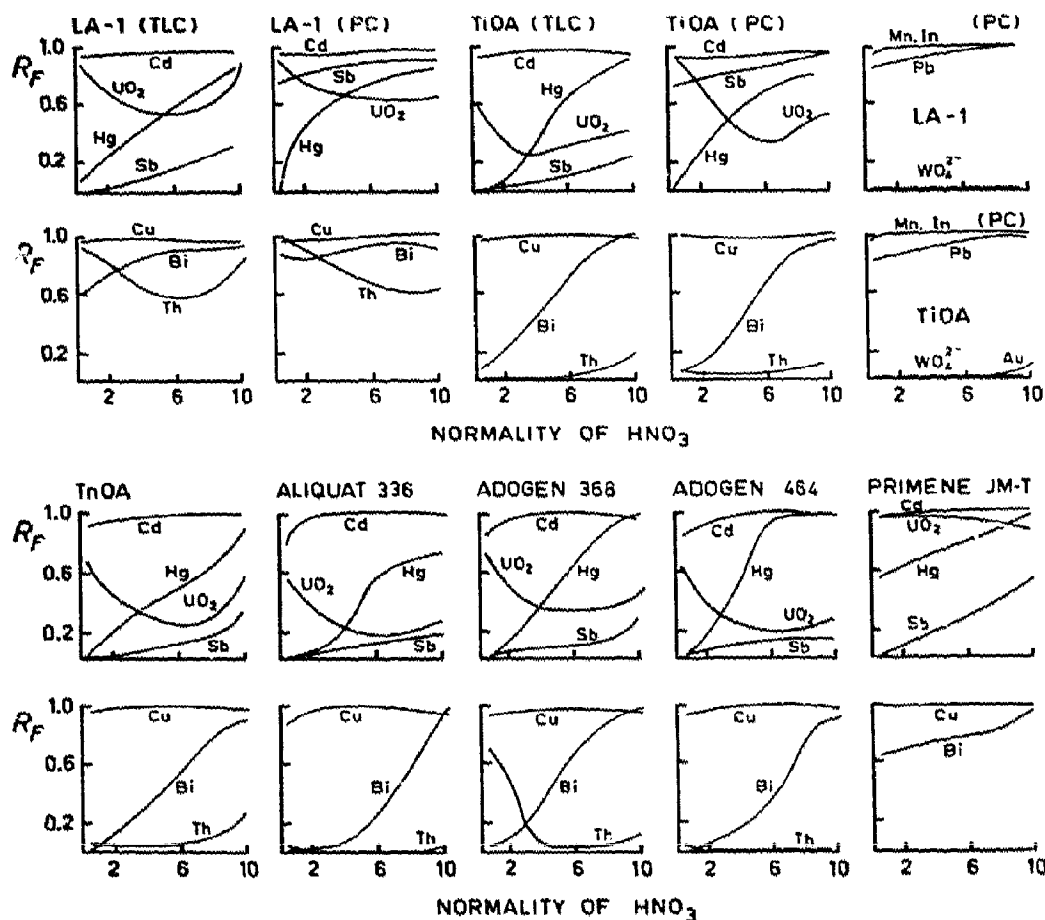 LA-1 (TLC) LA-1 (PC) TiOA (TLC) TiOA (PC) (PC)
RF 1.0 0.6 0.2
Cd UO2 Hg Sb
Cd Sb UO2 Hg
Cd Hg UO2 Sb
Cd Sb UO2 Hg
Mn. In Pb LA-1 WO4 2-
RF 1.0 0.6 0.2
Cu Bi Th
Cu Bi Th
Cu Bi Th
Cu Bi Th
Mn. In (PC) Pb TiOA WO4 2- Au
2 6 10 2 6 10 2 6 10 2 6 10 2 6 10
NORMALITY OF HNO3
TnOA ALIQUAT 336 ADOGEN 368 ADOGEN 464 PRIMENE JM-T
RF 1.0 0.6 0.2
Cd Hg UO2 Sb
Cd UO2 Hg Sb
Cd UO2 Hg Sb
Cd Hg UO2 Sb
Cd UO2 Hg Sb
RF 1.0 0.6 0.2
Cu Bi Th
Cu Bi
Cu Bi Th
Cu Bi Th
Cu Bi
2 6 10 2 6 10 2 6 10 2 6 10 2 6 10
NORMALITY OF HNO3